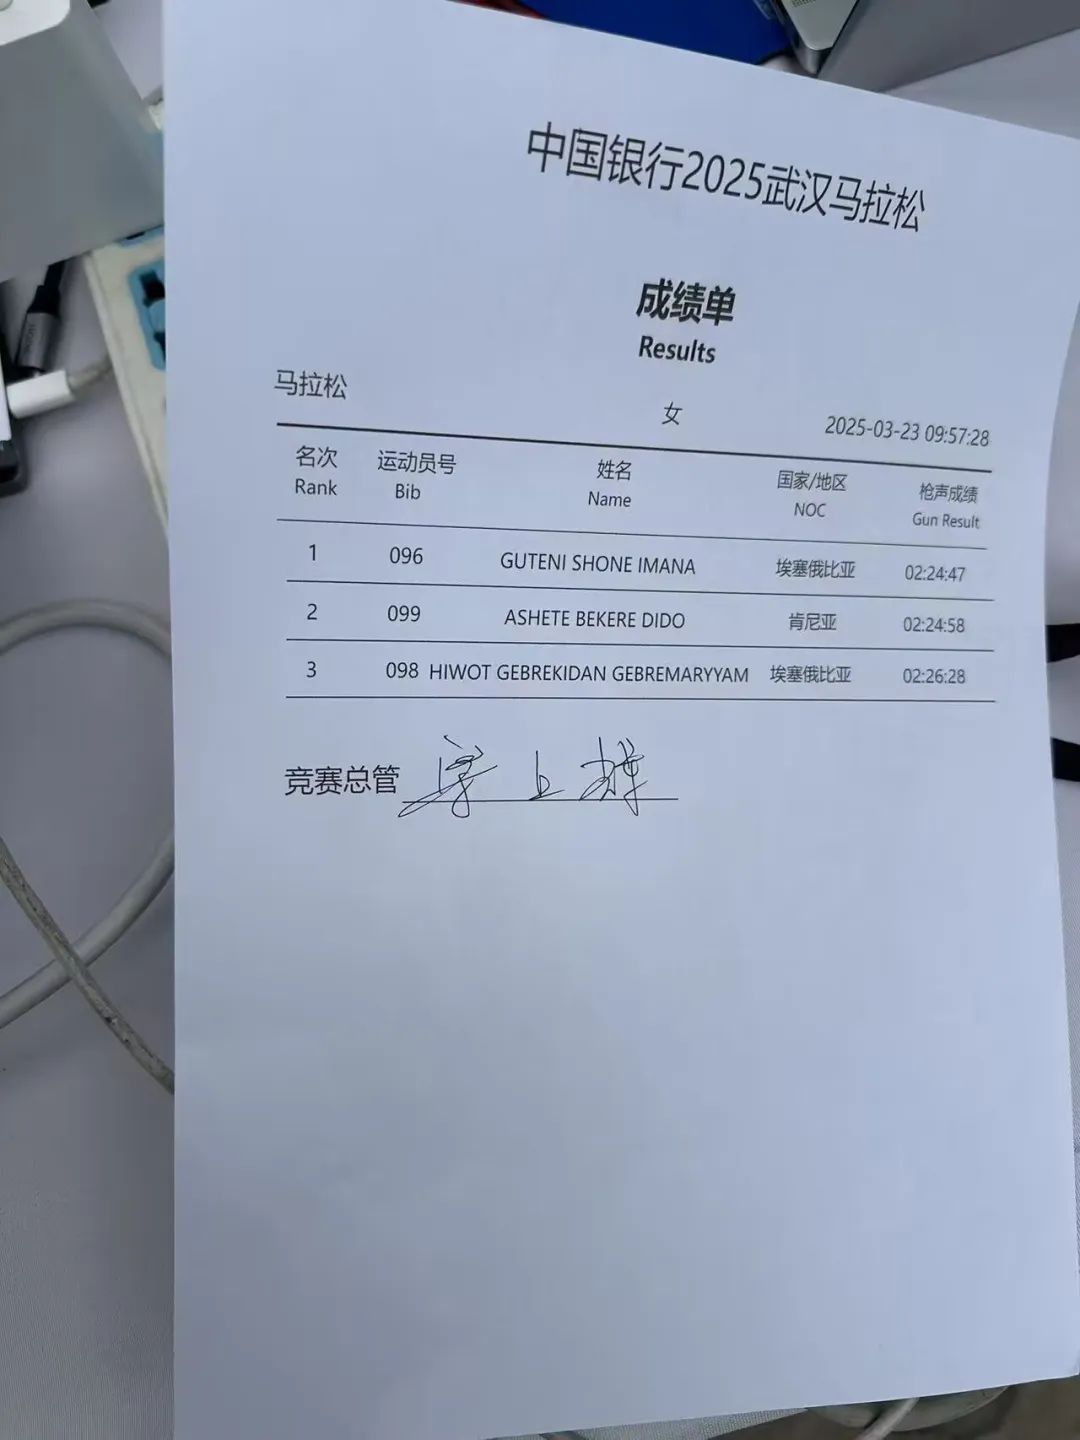 中国银行2025武汉马拉松
成绩单
Results
马拉松 女 2025-03-23 09:57:28
名次 运动员号 姓名 国家/地区 枪声成绩
Rank Bib Name NOC Gun Result
1 096 GUTENI SHONE IMANA 埃塞俄比亚 02:24:47
2 099 ASHETE BEKERE DIDO 肯尼亚 02:24:58
3 098 HIWOT GEBREKIDAN GEBREMARYYAM 埃塞俄比亚 02:26:28
竞赛总管